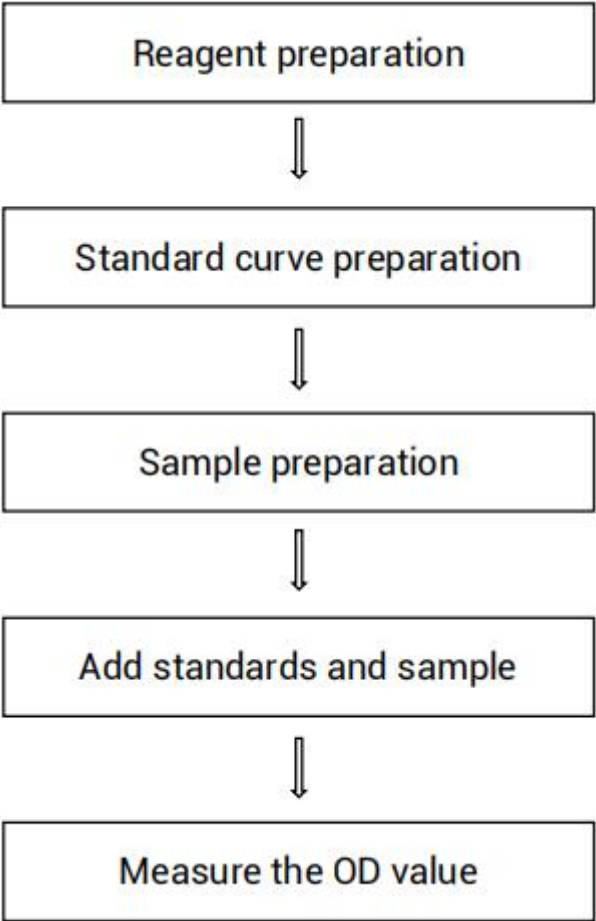 Reagent preparation
Standard curve preparation
Sample preparation
Add standards and sample
Measure the OD value